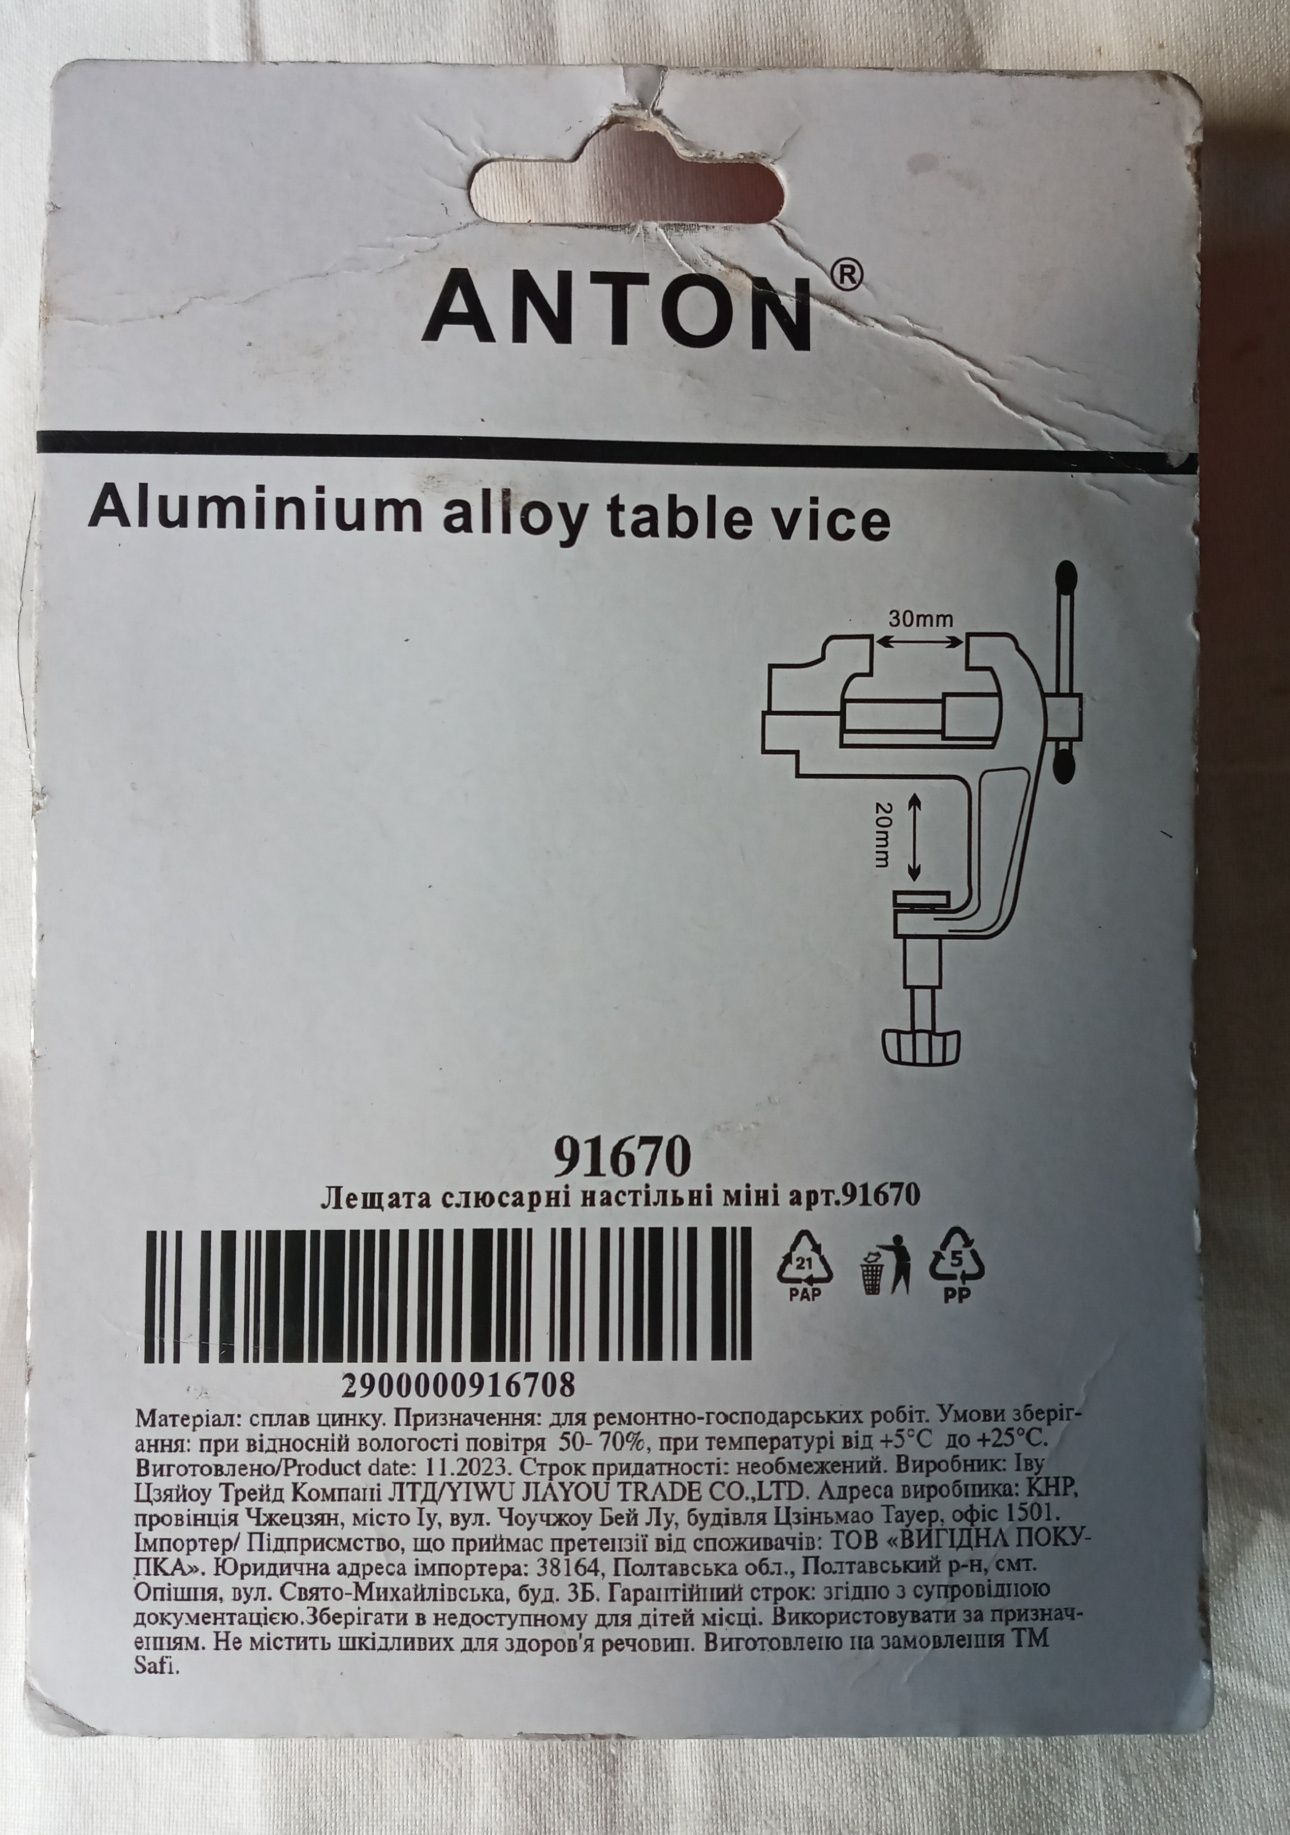 ANTON®
Aluminium alloy table vice
30mm
20mm
91670
Лещата слюсарні настільні міні арт.91670
21
PAP
5
PP
2900000916708
Матеріал: сплав цинку. Призначення: для ремонтно-господарських робіт. Умови зберіг-
ання: при відносній вологості повітря 50- 70%, при температурі від +5°C до +25°C.
Виготовлено/Product date: 11.2023. Строк придатності: необмежений. Виробник: Іву
Цзяйоу Трейд Компані ЛТД/YIWU JIAYOU TRADE CO.,LTD. Адреса виробника: КНР,
провінція Чжецзян, місто Іу, вул. Чоучжоу Бей Лу, будівля Цзіньмао Тауер, офіс 1501.
Імпортер/ Підприємство, що приймає претензії від споживачів: ТОВ «ВИГІДНА ПОКУ-
ПКА». Юридична адреса імпортера: 38164, Полтавська обл., Полтавський р-н, смт.
Опішня, вул. Свято-Михайлівська, буд. 3Б. Гарантійний строк: згідно з супровідною
документацією.Зберігати в недоступному для дітей місці. Використовувати за признач-
енням. Не містить шкідливих для здоров'я речовин. Виготовлено на замовлення ТМ
Safi.